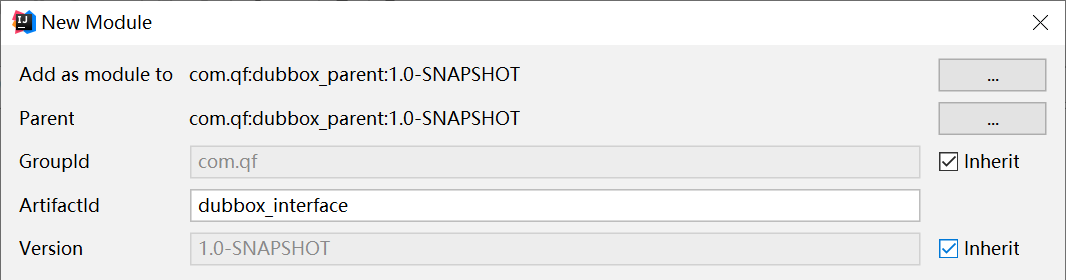 IJ New Module
Add as module to com.qf:dubbox_parent:1.0-SNAPSHOT ...
Parent com.qf:dubbox_parent:1.0-SNAPSHOT ...
GroupId com.qf Inherit
ArtifactId dubbox_interface
Version 1.0-SNAPSHOT Inherit